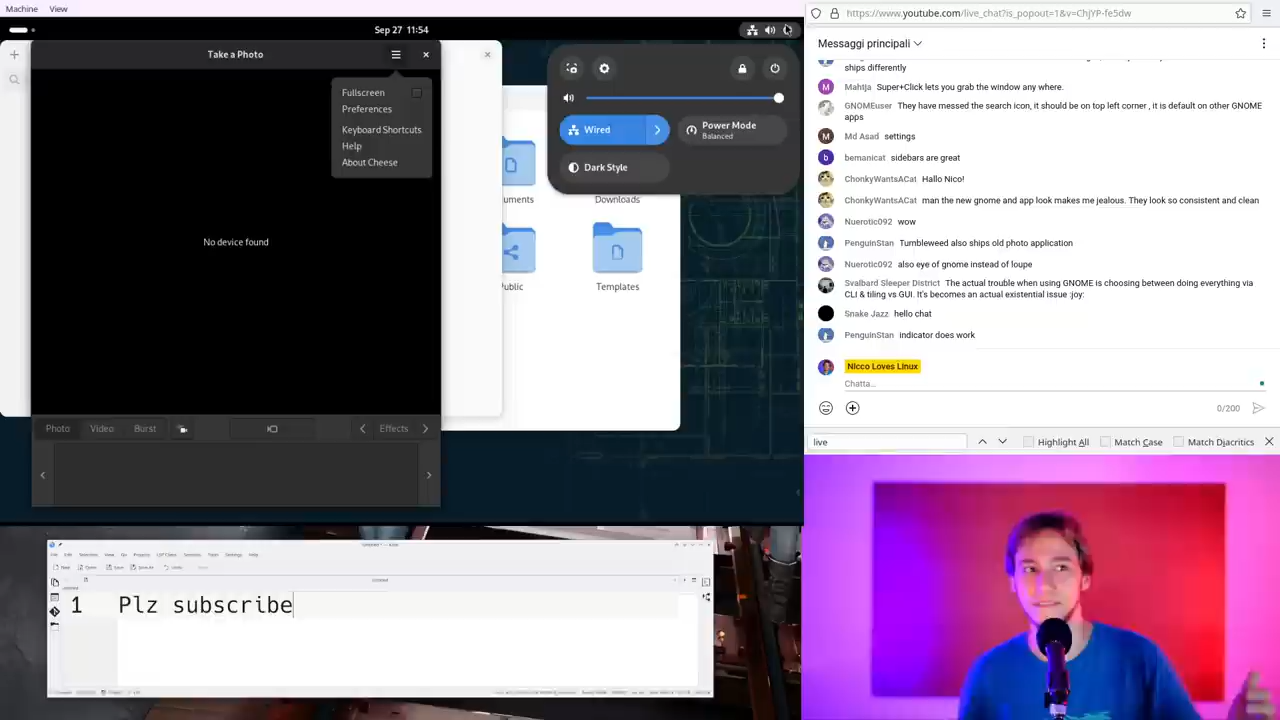 Machine
View
Sep 27 11:54
Take a Photo
Fullscreen
Preferences
Keyboard Shortcuts
Help
About Cheese
No device found
Photo
Video
Burst
Effects
Wired
Power Mode
Balanced
Dark Style
uments
Downloads
Public
Templates
1 Plz subscribe
https://www.youtube.com/live_chat?is_popout=1&v=ChjYP-fe5dw
Messaggi principali
ships differently
Mahtja Super+Click lets you grab the window any where.
GNOMEuser They have messed the search icon, it should be on top left corner , it is default on other GNOME
apps
Md Asad settings
bemanicat sidebars are great
ChonkyWantsACat Hallo Nico!
ChonkyWantsACat man the new gnome and app look makes me jealous. They look so consistent and clean
Nuerotic092 wow
PenguinStan Tumbleweed also ships old photo application
Nuerotic092 also eye of gnome instead of loupe
Svalbard Sleeper District The actual trouble when using GNOME is choosing between doing everything via
CLI & tiling vs GUI. It's becomes an actual existential issue :joy:
Snake Jazz hello chat
PenguinStan indicator does work
Nicco Loves Linux
Chatta…
0/200
live
Highlight All
Match Case
Match Diacritics